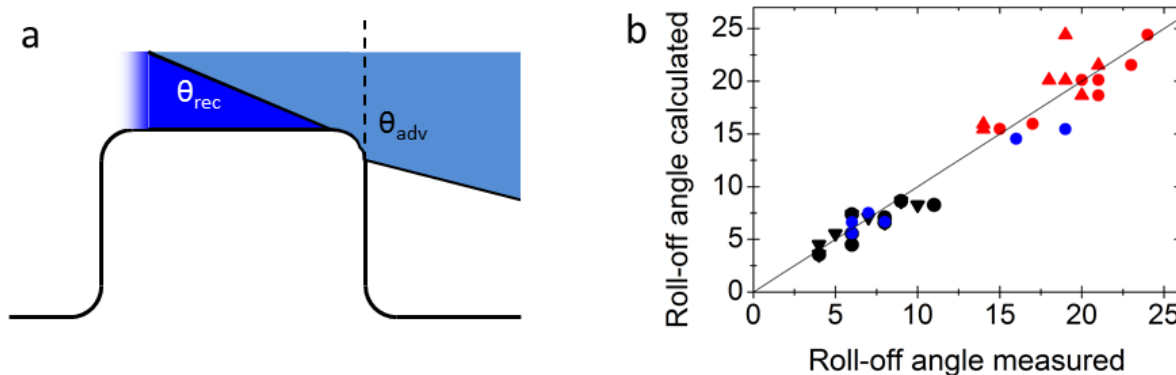 a
θrec
θadv
b
Roll-off angle calculated
25
20
15
10
5
0
0 5 10 15 20 25
Roll-off angle measured